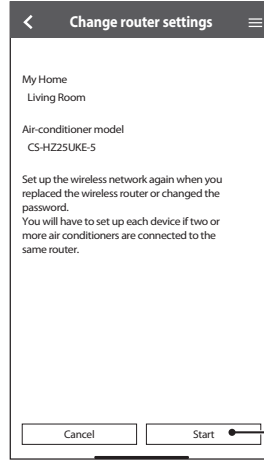 Change router settings
My Home
Living Room
Air-conditioner model
CS-HZ25UKE-5
Set up the wireless network again when you
replaced the wireless router or changed the
password.
You will have to set up each device if two or
more air conditioners are connected to the
same router.
Cancel Start